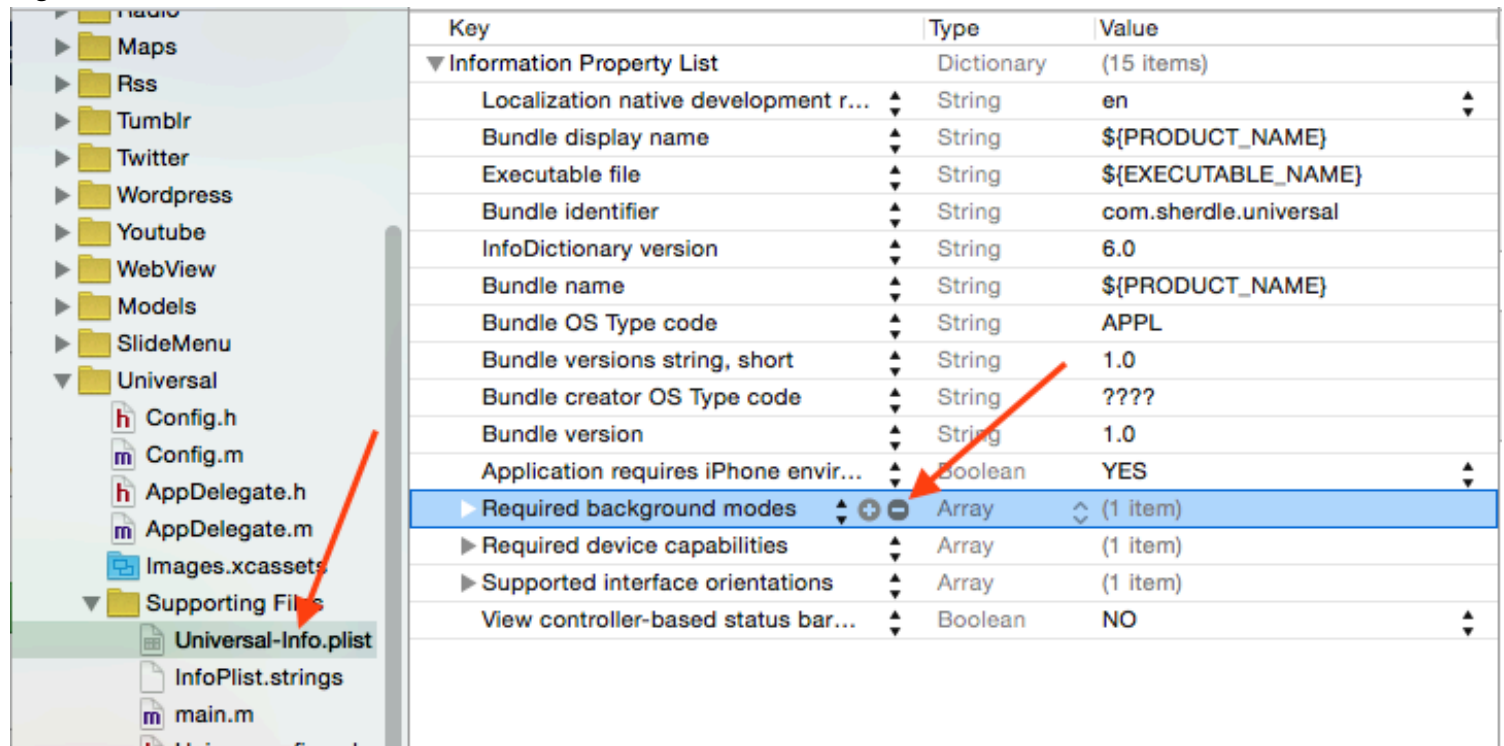 Radio
Maps
Rss
Tumblr
Twitter
Wordpress
Youtube
WebView
Models
SlideMenu
Universal
h Config.h
m Config.m
h AppDelegate.h
m AppDelegate.m
Images.xcassets
Supporting Files
Universal-Info.plist
InfoPlist.strings
m main.m
Key Type Value
Information Property List Dictionary (15 items)
Localization native development r... String en
Bundle display name String ${PRODUCT_NAME}
Executable file String ${EXECUTABLE_NAME}
Bundle identifier String com.sherdle.universal
InfoDictionary version String 6.0
Bundle name String ${PRODUCT_NAME}
Bundle OS Type code String APPL
Bundle versions string, short String 1.0
Bundle creator OS Type code String ????
Bundle version String 1.0
Application requires iPhone envir... Boolean YES
Required background modes Array (1 item)
Required device capabilities Array (1 item)
Supported interface orientations Array (1 item)
View controller-based status bar... Boolean NO